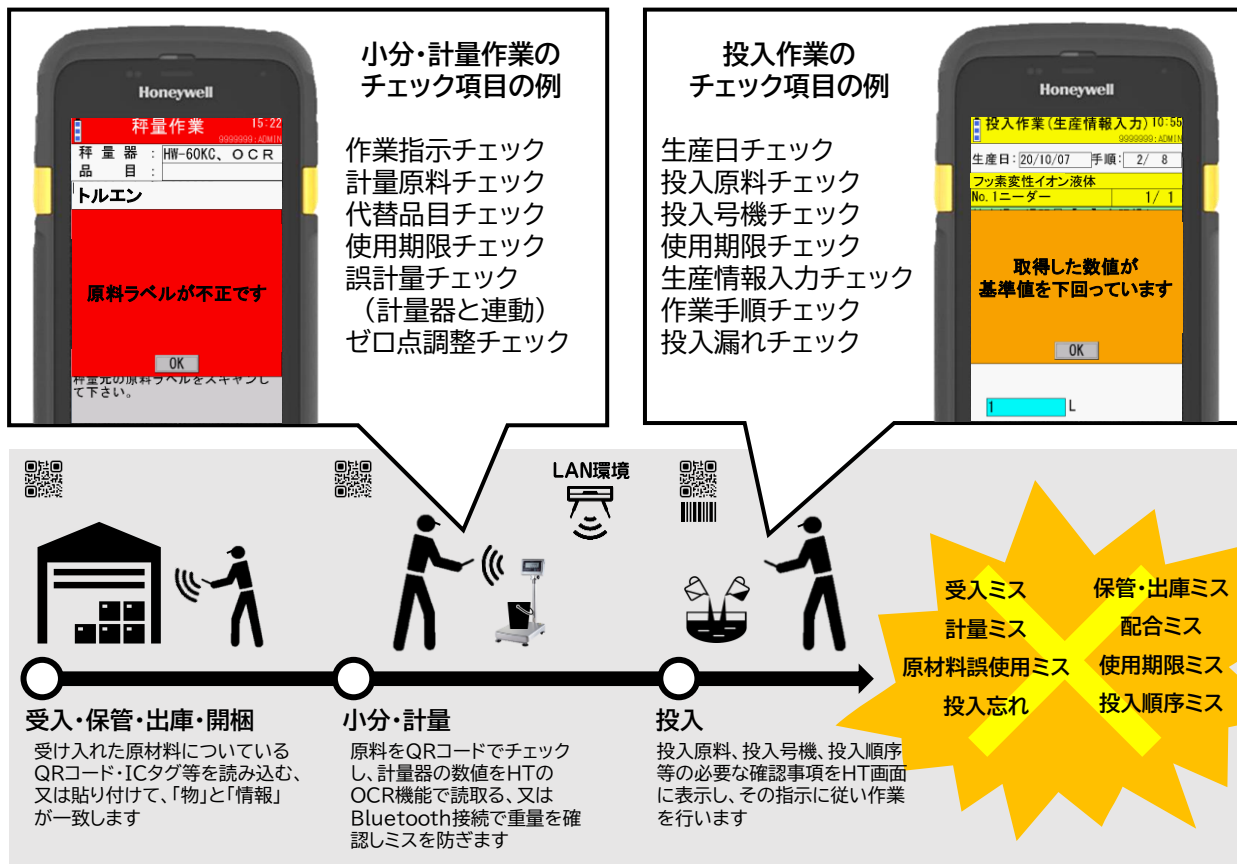 Honeywell
秤量作業 15:22
9999999:ADMIN
秤量器:HW-60KC、OCR
品目:
トルエン
原料ラベルが不正です
OK
秤量元の原料ラベルをスキャンし
て下さい。
小分・計量作業の
チェック項目の例
作業指示チェック
計量原料チェック
代替品目チェック
使用期限チェック
誤計量チェック
(計量器と連動)
ゼロ点調整チェック
投入作業の
チェック項目の例
生産日チェック
投入原料チェック
投入号機チェック
使用期限チェック
生産情報入力チェック
作業手順チェック
投入漏れチェック
Honeywell
投入作業(生産情報入力)10:55
9999999:ADMIN
生産日:20/10/07 手順: 2/ 8
フッ素変性イオン液体
No.1ニーダー 1/ 1
取得した数値が
基準値を下回っています
OK
1 L
LAN環境
受入・保管・出庫・開梱
受け入れた原材料についている
QRコード・ICタグ等を読み込む、
又は貼り付けて、「物」と「情報」
が一致します
小分・計量
原料をQRコードでチェック
し、計量器の数値をHTの
OCR機能で読取る、又は
Bluetooth接続で重量を確
認しミスを防ぎます
投入
投入原料、投入号機、投入順序
等の必要な確認事項をHT画面
に表示し、その指示に従い作業
を行います
受入ミス 保管・出庫ミス
計量ミス 配合ミス
原材料誤使用ミス 使用期限ミス
投入忘れ 投入順序ミス